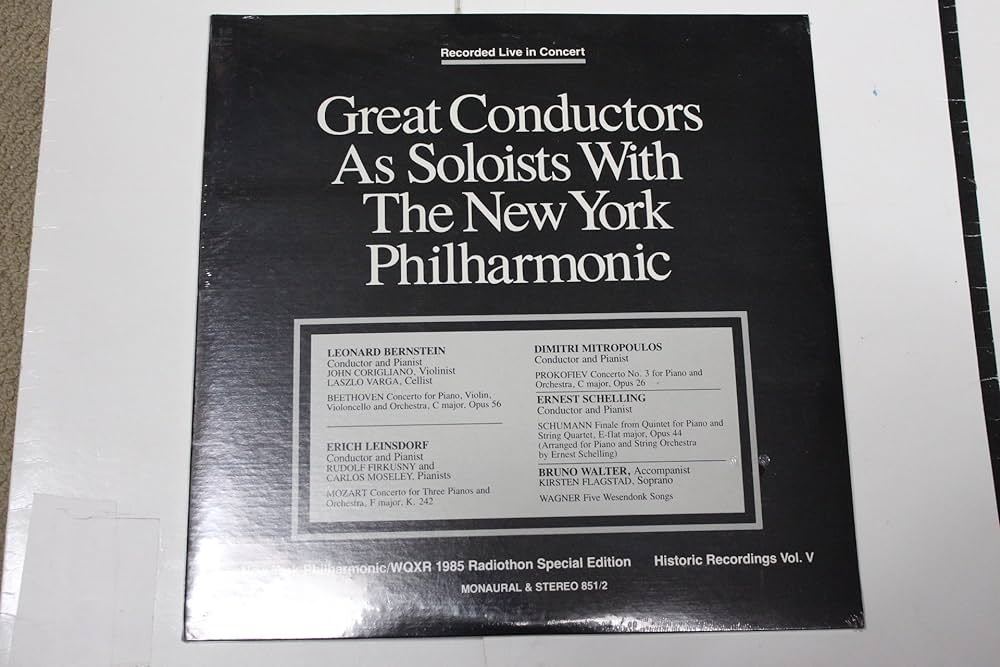 Recorded Live in Concert
Great Conductors
As Soloists With
The New York
Philharmonic
LEONARD BERNSTEIN
Conductor and Pianist
JOHN CORIGLIANO, Violinist
LASZLO VARGA, Cellist
BEETHOVEN Concerto for Piano, Violin,
Violoncello and Orchestra, C major, Opus 56
ERICH LEINSDORF
Conductor and Pianist
RUDOLF FIRKUSNY and
CARLOS MOSELEY, Pianists
MOZART Concerto for Three Pianos and
Orchestra, F major, K. 242
DIMITRI MITROPOULOS
Conductor and Pianist
PROKOFIEV Concerto No. 3 for Piano and
Orchestra, C major, Opus 26
ERNEST SCHELLING
Conductor and Pianist
SCHUMANN Finale from Quintet for Piano and
String Quartet, E-flat major, Opus 44
(Arranged for Piano and String Orchestra
by Ernest Schelling)
BRUNO WALTER, Accompanist
KIRSTEN FLAGSTAD, Soprano
WAGNER Five Wesendonk Songs
New York Philharmonic/WQXR 1985 Radiothon Special Edition Historic Recordings Vol. V
MONAURAL & STEREO 851/2